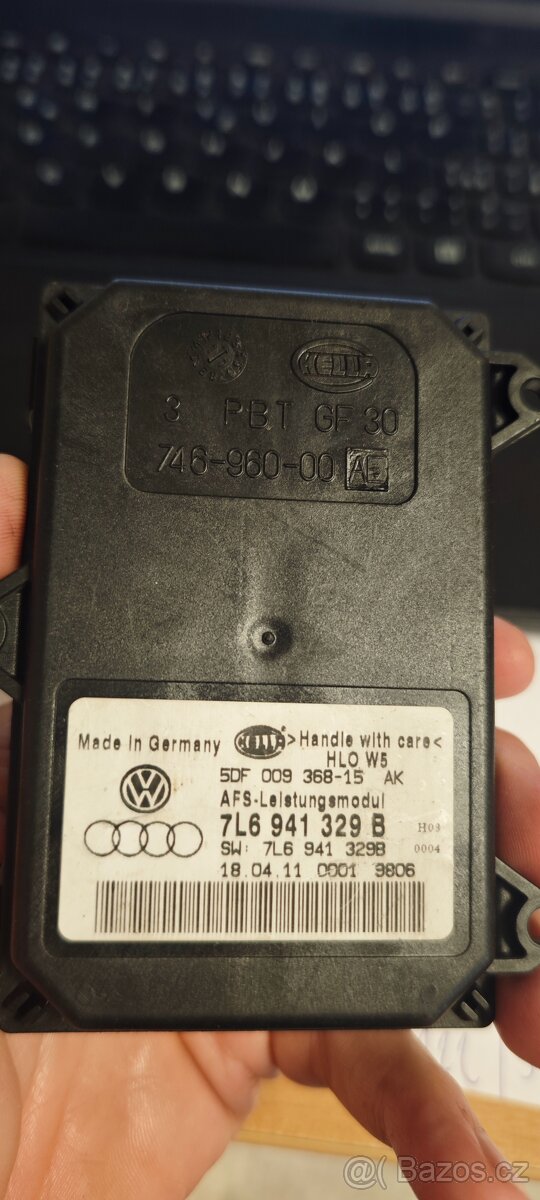 HELLA
3 PBT GF 30
746-960-00 AE
Made in Germany HELLA ® >Handle with care<
HLO W5
5DF 009 368-15 AK
AFS-Leistungsmodul
7L6 941 329 B H03
SW: 7L6 941 329B 0004
18.04.11 0001 9806
Bazos.cz